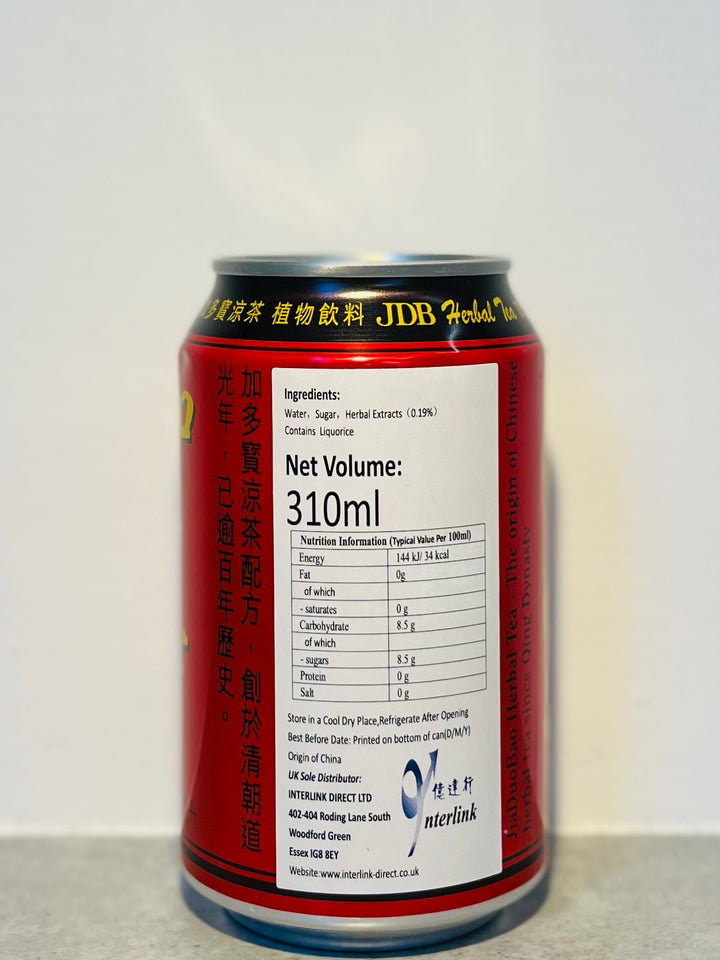 多寶涼茶 植物飲料 JDB Herbal Tea
加多寶涼茶配方，創於清朝道
光年，已逾百年歷史。
Ingredients:
Water, Sugar, Herbal Extracts（0.19%）
Contains Liquorice
Net Volume:
310ml
Nutrition Information (Typical Value Per 100ml)
Energy 144 kJ/ 34 kcal
Fat 0g
of which
- saturates 0 g
Carbohydrate 8.5 g
of which
- sugars 8.5 g
Protein 0 g
Salt 0 g
Store in a Cool Dry Place,Refrigerate After Opening
Best Before Date: Printed on bottom of can(D/M/Y)
Origin of China
UK Sole Distributor:
INTERLINK DIRECT LTD
402-404 Roding Lane South
Woodford Green
Essex IG8 8EY
Website:www.interlink-direct.co.uk
億達行
Ynterlink
JiaDuoBao Herbal Tea - The origin of Chinese
herbal tea since Qing Dynasty